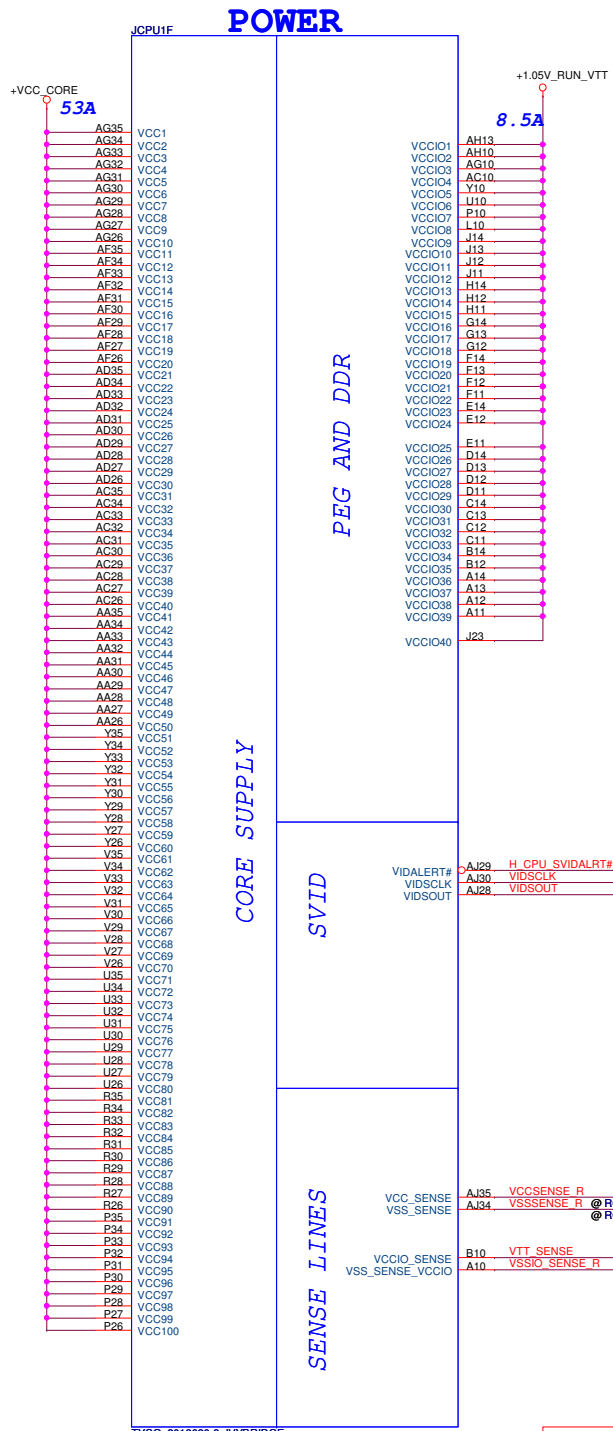 POWER
JCPU1F
+VCC_CORE
53A
+1.05V_RUN_VTT
8.5A
AG35 VCC1
AG34 VCC2
AG33 VCC3
AG32 VCC4
AG31 VCC5
AG30 VCC6
AG29 VCC7
AG28 VCC8
AG27 VCC9
AG26 VCC10
AF35 VCC11
AF34 VCC12
AF33 VCC13
AF32 VCC14
AF31 VCC15
AF30 VCC16
AF29 VCC17
AF28 VCC18
AF27 VCC19
AF26 VCC20
AD35 VCC21
AD34 VCC22
AD33 VCC23
AD32 VCC24
AD31 VCC25
AD30 VCC26
AD29 VCC27
AD28 VCC28
AD27 VCC29
AD26 VCC30
AC35 VCC31
AC34 VCC32
AC33 VCC33
AC32 VCC34
AC31 VCC35
AC30 VCC36
AC29 VCC37
AC28 VCC38
AC27 VCC39
AC26 VCC40
AA35 VCC41
AA34 VCC42
AA33 VCC43
AA32 VCC44
AA31 VCC45
AA30 VCC46
AA29 VCC47
AA28 VCC48
AA27 VCC49
AA26 VCC50
Y35 VCC51
Y34 VCC52
Y33 VCC53
Y32 VCC54
Y31 VCC55
Y30 VCC56
Y29 VCC57
Y28 VCC58
Y27 VCC59
Y26 VCC60
V35 VCC61
V34 VCC62
V33 VCC63
V32 VCC64
V31 VCC65
V30 VCC66
V29 VCC67
V28 VCC68
V27 VCC69
V26 VCC70
U35 VCC71
U34 VCC72
U33 VCC73
U32 VCC74
U31 VCC75
U30 VCC76
U29 VCC77
U28 VCC78
U27 VCC79
U26 VCC80
R35 VCC81
R34 VCC82
R33 VCC83
R32 VCC84
R31 VCC85
R30 VCC86
R29 VCC87
R28 VCC88
R27 VCC89
R26 VCC90
P35 VCC91
P34 VCC92
P33 VCC93
P32 VCC94
P31 VCC95
P30 VCC96
P29 VCC97
P28 VCC98
P27 VCC99
P26 VCC100
CORE SUPPLY
PEG AND DDR
VCCIO1 AH13
VCCIO2 AH10
VCCIO3 AG10
VCCIO4 AC10
VCCIO5 Y10
VCCIO6 U10
VCCIO7 P10
VCCIO8 L10
VCCIO9 J14
VCCIO10 J13
VCCIO11 J12
VCCIO12 J11
VCCIO13 H14
VCCIO14 H12
VCCIO15 H11
VCCIO16 G14
VCCIO17 G13
VCCIO18 G12
VCCIO19 F14
VCCIO20 F13
VCCIO21 F12
VCCIO22 F11
VCCIO23 E14
VCCIO24 E12
VCCIO25 E11
VCCIO26 D14
VCCIO27 D13
VCCIO28 D12
VCCIO29 D11
VCCIO30 C14
VCCIO31 C13
VCCIO32 C12
VCCIO33 C11
VCCIO34 B14
VCCIO35 B12
VCCIO36 A14
VCCIO37 A13
VCCIO38 A12
VCCIO39 A11
VCCIO40 J23
SVID
VIDALERT# AJ29 H_CPU_SVIDALRT#
VIDSCLK AJ30 VIDSCLK
VIDSOUT AJ28 VIDSOUT
SENSE LINES
VCC_SENSE AJ35 VCCSENSE_R
VSS_SENSE AJ34 VSSSENSE_R @ R
@ R
VCCIO_SENSE B10 VTT_SENSE
VSS_SENSE_VCCIO A10 VSSIO_SENSE_R